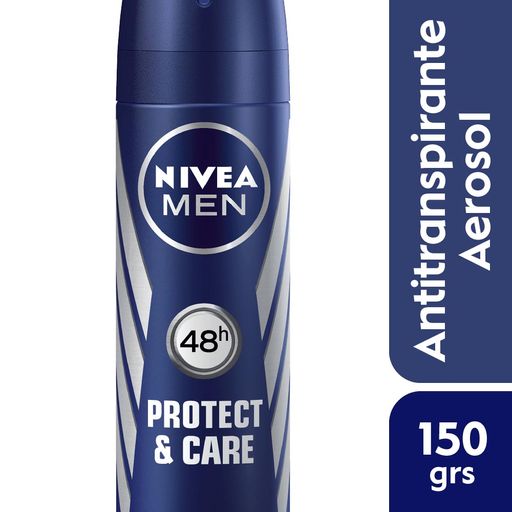 NIVEA
MEN
48h
PROTECT
& CARE
Antitranspirante
Aerosol
150
grs